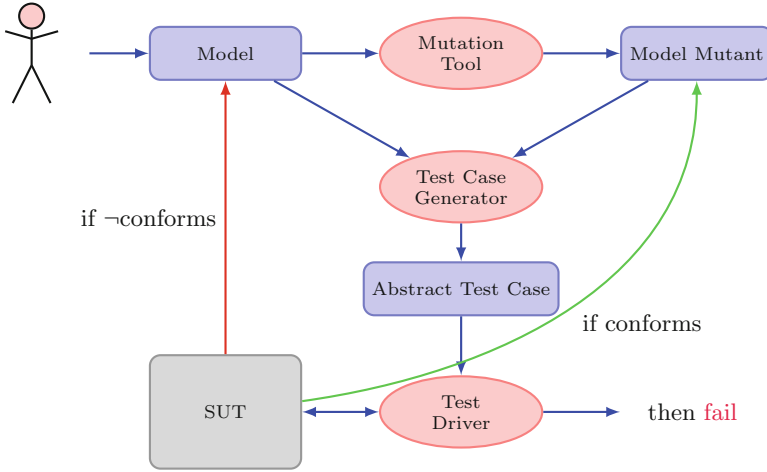 Model
Mutation
Tool
Model Mutant
Test Case
Generator
if ¬conforms
Abstract Test Case
if conforms
SUT
Test
Driver
then fail